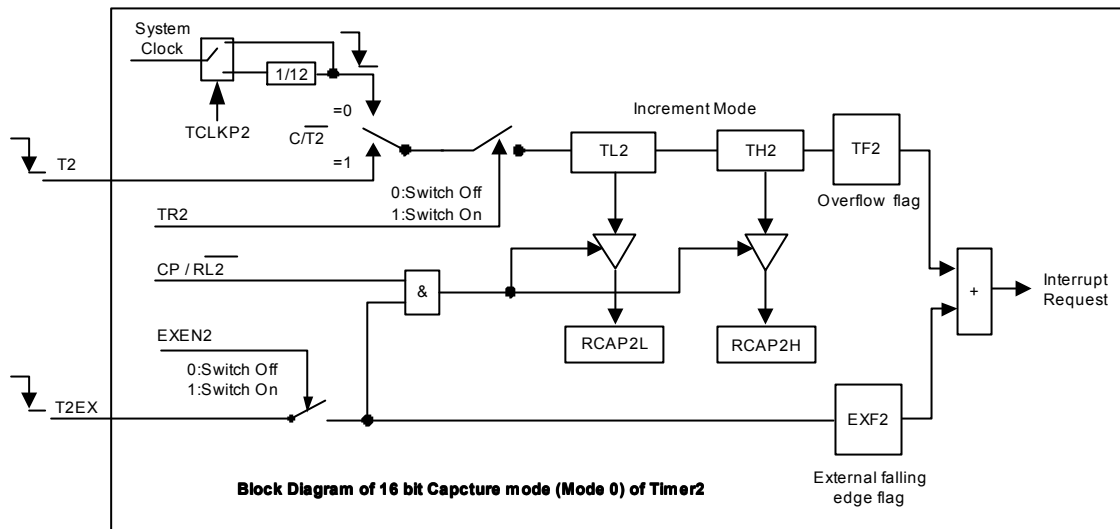 System
Clock
1/12
TCLKP2
=0
C/T2
=1
T2
Increment Mode
TL2
TH2
TF2
Overflow flag
0:Switch Off
1:Switch On
TR2
CP / RL2
&
+
Interrupt
Request
RCAP2L
RCAP2H
EXEN2
0:Switch Off
1:Switch On
T2EX
EXF2
External falling
edge flag
Block Diagram of 16 bit Capcture mode (Mode 0) of Timer2